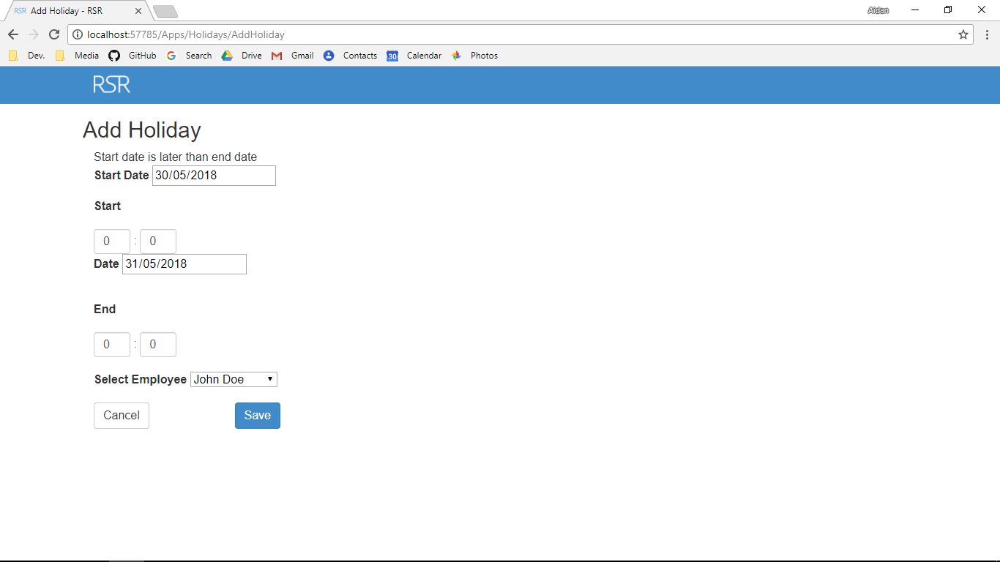 RSR Add Holiday - RSR
Aidan
localhost:57785/Apps/Holidays/AddHoliday
Dev. Media GitHub Search Drive Gmail Contacts 30 Calendar Photos
RSR
Add Holiday
Start date is later than end date
Start Date 30/05/2018
Start
0 : 0
Date 31/05/2018
End
0 : 0
Select Employee John Doe
Cancel Save